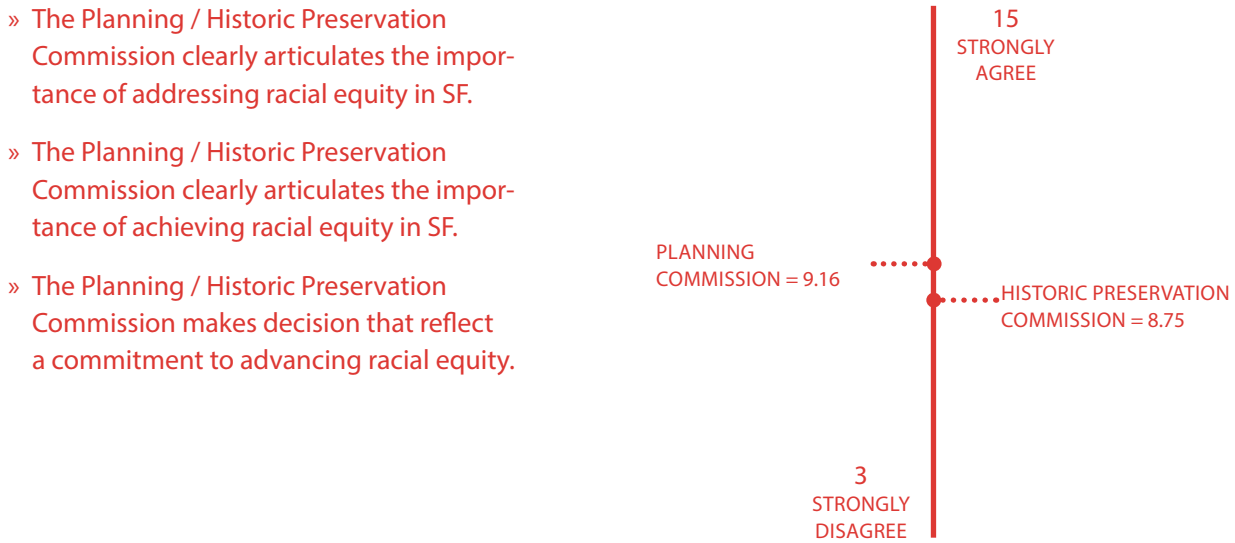 » The Planning / Historic Preservation
Commission clearly articulates the impor-
tance of addressing racial equity in SF.
» The Planning / Historic Preservation
Commission clearly articulates the impor-
tance of achieving racial equity in SF.
» The Planning / Historic Preservation
Commission makes decision that reflect
a commitment to advancing racial equity.
15
STRONGLY
AGREE
PLANNING
COMMISSION = 9.16
HISTORIC PRESERVATION
COMMISSION = 8.75
3
STRONGLY
DISAGREE